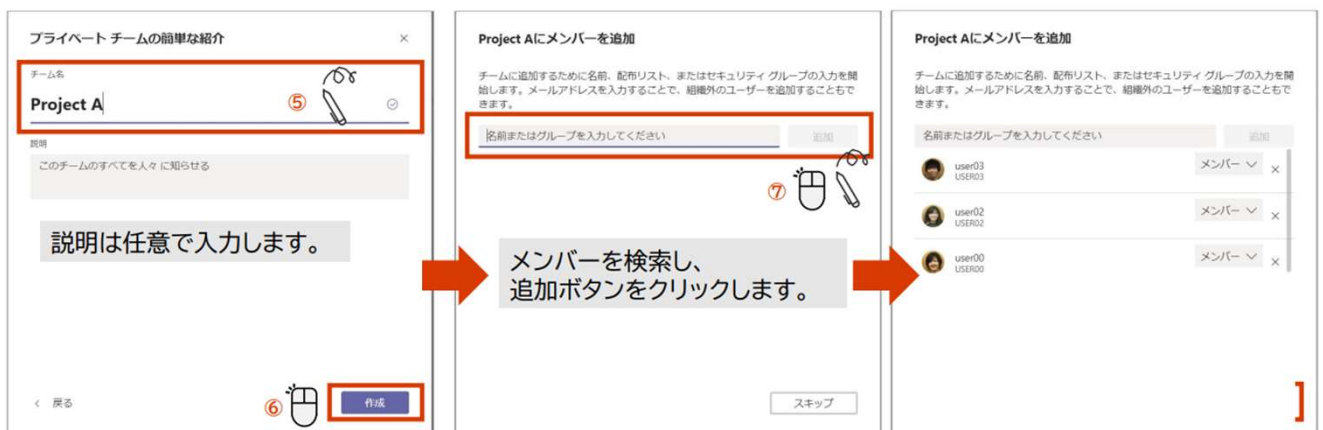 プライベート チームの簡単な紹介
×
チーム名
Project A
⑤
説明
このチームのすべてを人々 に知らせる
説明は任意で入力します。
< 戻る
⑥
作成
Project Aにメンバーを追加
チームに追加するために名前、配布リスト、またはセキュリティ グループの入力を開
始します。メールアドレスを入力することで、組織外のユーザーを追加することもで
きます。
名前またはグループを入力してください
追加
⑦
メンバーを検索し、
追加ボタンをクリックします。
スキップ
Project Aにメンバーを追加
チームに追加するために名前、配布リスト、またはセキュリティ グループの入力を開
始します。メールアドレスを入力することで、組織外のユーザーを追加することもで
きます。
名前またはグループを入力してください
追加
user03
USER03
メンバー
×
user02
USER02
メンバー
×
user00
USER00
メンバー
×